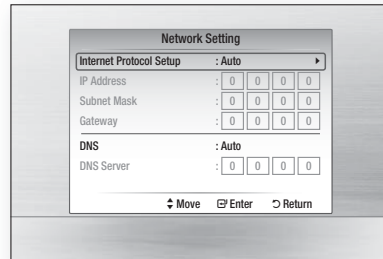 Network Setting
Internet Protocol Setup : Auto
IP Address : 0 0 0 0
Subnet Mask : 0 0 0 0
Gateway : 0 0 0 0
DNS : Auto
DNS Server : 0 0 0 0
Move Enter Return